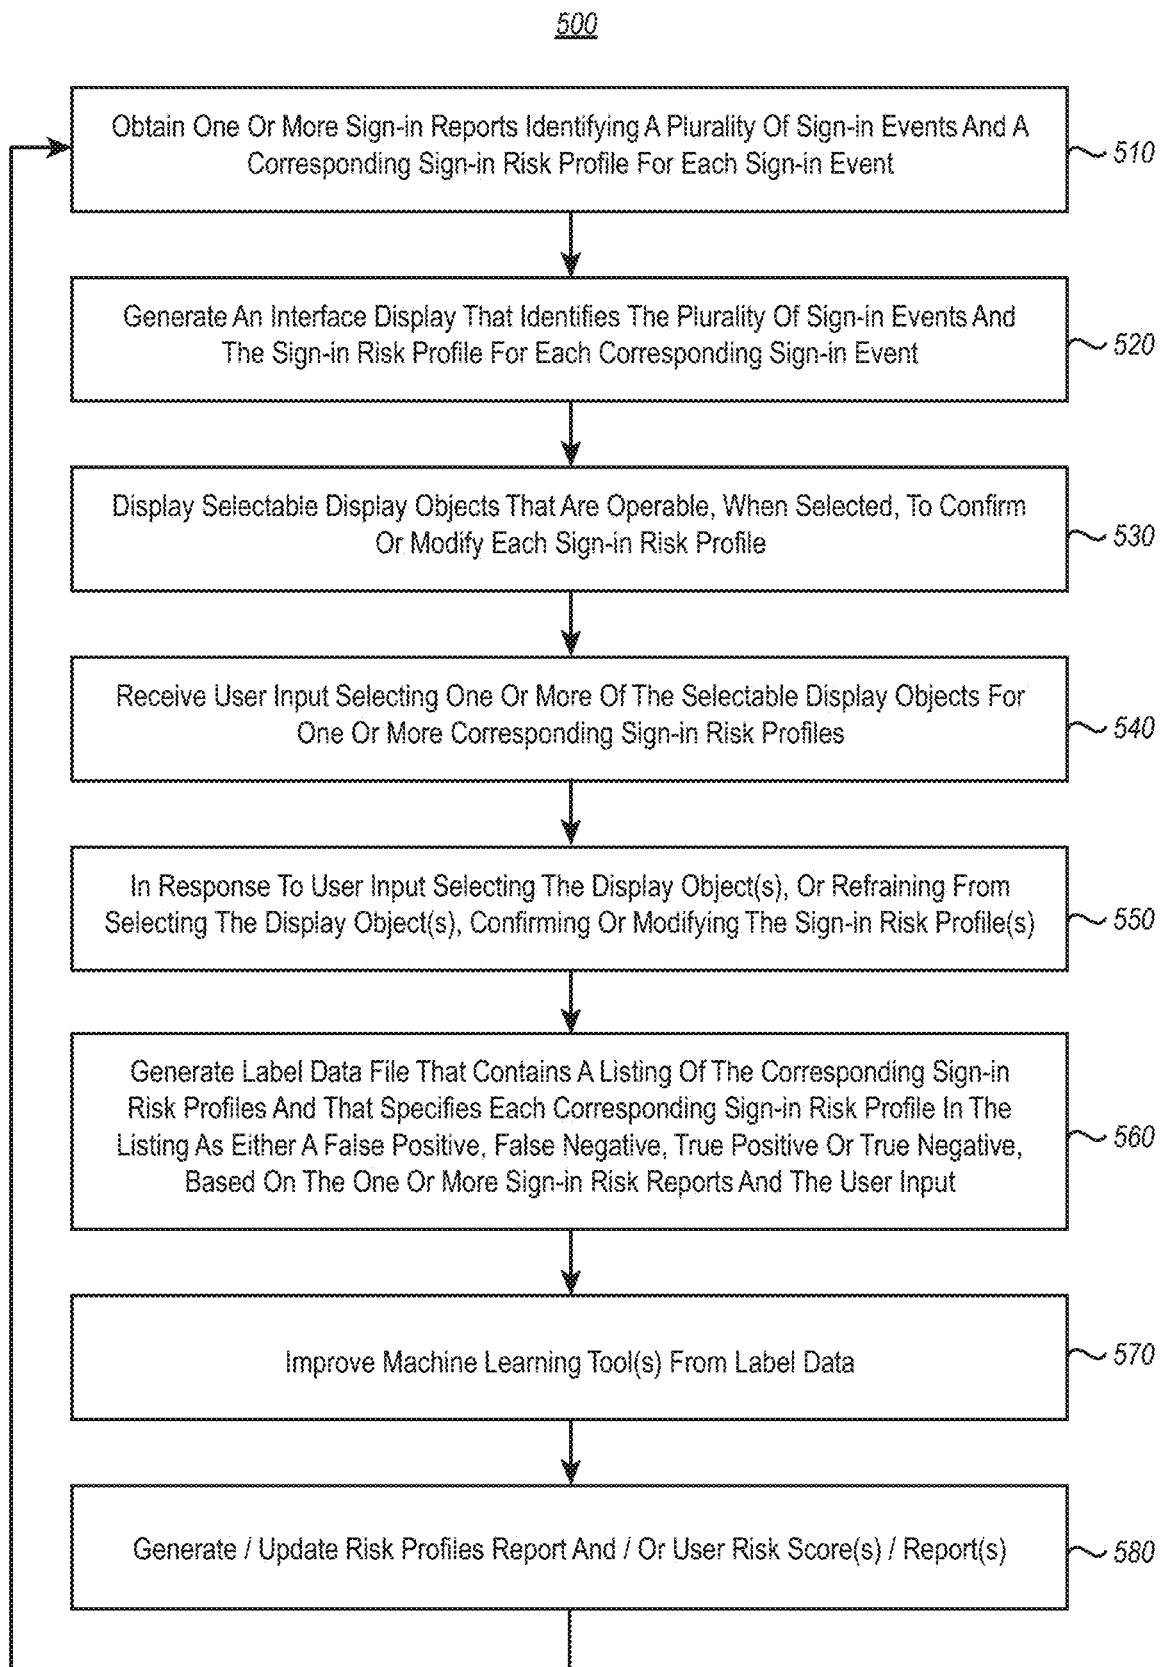 500
Obtain One Or More Sign-in Reports Identifying A Plurality Of Sign-in Events And A
Corresponding Sign-in Risk Profile For Each Sign-in Event
510
Generate An Interface Display That Identifies The Plurality Of Sign-in Events And
The Sign-in Risk Profile For Each Corresponding Sign-in Event
520
Display Selectable Display Objects That Are Operable, When Selected, To Confirm
Or Modify Each Sign-in Risk Profile
530
Receive User Input Selecting One Or More Of The Selectable Display Objects For
One Or More Corresponding Sign-in Risk Profiles
540
In Response To User Input Selecting The Display Object(s), Or Refraining From
Selecting The Display Object(s), Confirming Or Modifying The Sign-in Risk Profile(s)
550
Generate Label Data File That Contains A Listing Of The Corresponding Sign-in
Risk Profiles And That Specifies Each Corresponding Sign-in Risk Profile In The
Listing As Either A False Positive, False Negative, True Positive Or True Negative,
Based On The One Or More Sign-in Risk Reports And The User Input
560
Improve Machine Learning Tool(s) From Label Data
570
Generate / Update Risk Profiles Report And / Or User Risk Score(s) / Report(s)
580